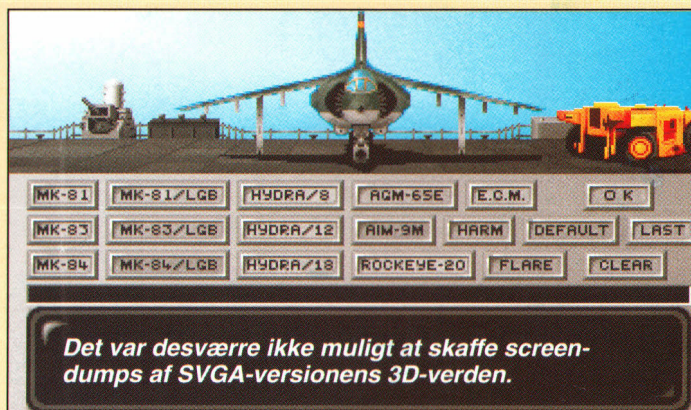 MK-81 MK-81/LGB HYDRA/8 AGM-65E E.C.M. OK
MK-83 MK-83/LGB HYDRA/12 AIM-9M HARM DEFAULT LAST
MK-84 MK-84/LGB HYDRA/18 ROCKEYE-20 FLARE CLEAR
Det var desværre ikke muligt at skaffe screen-
dumps af SVGA-versionens 3D-verden.